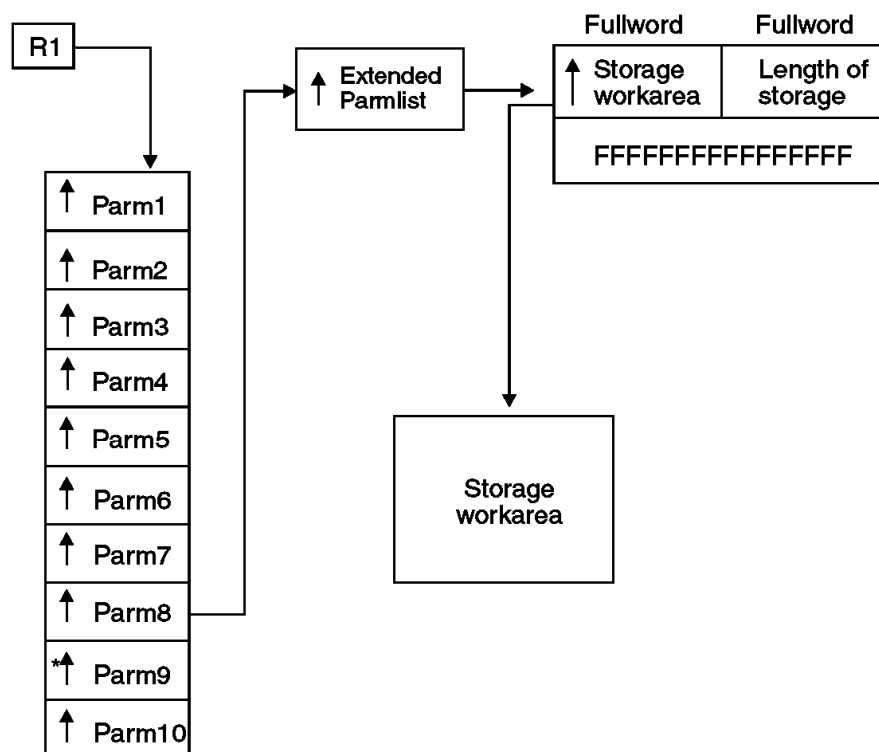 Fullword Fullword
R1
Extended
Parmlist
Storage
workarea
Length of
storage
FFFFFFFFFFFFFFFF
Parm1
Parm2
Parm3
Parm4
Parm5
Parm6
Parm7
Parm8
*Parm9
Parm10
Storage
workarea